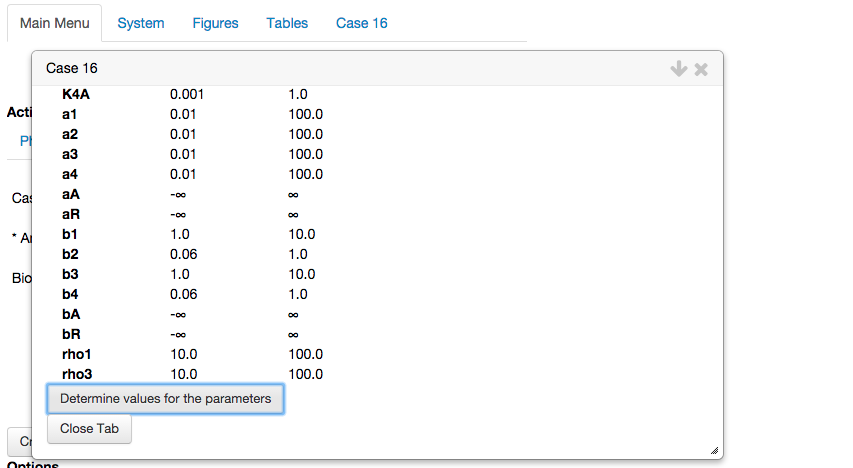 Main Menu System Figures Tables Case 16
Case 16
K4A 0.001 1.0
Acti
a1 0.01 100.0
a2 0.01 100.0
Ph
a3 0.01 100.0
a4 0.01 100.0
aA -∞ ∞
Cas
aR -∞ ∞
b1 1.0 10.0
* An
b2 0.06 1.0
b3 1.0 10.0
Bio
b4 0.06 1.0
bA -∞ ∞
bR -∞ ∞
rho1 10.0 100.0
rho3 10.0 100.0
Determine values for the parameters
Close Tab
Cr
Options